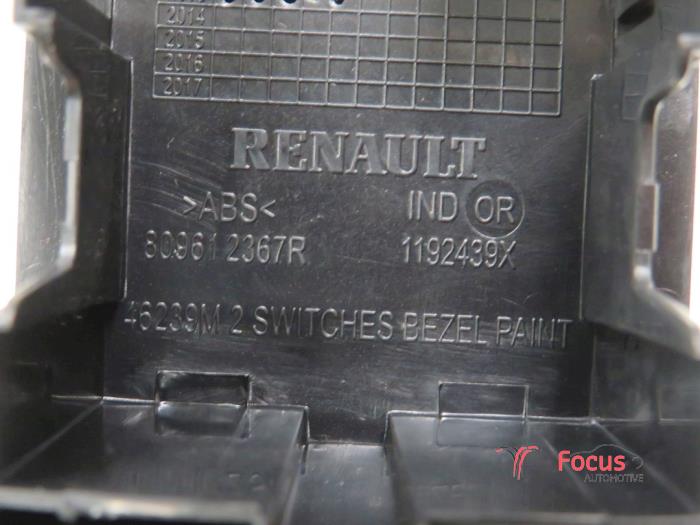 2014
2015
2016
2017
RENAULT
>ABS< IND OR
809612367R 1192439X
46239M 2 SWITCHES BEZEL PAINT
Focus
AUTOMOTIVE